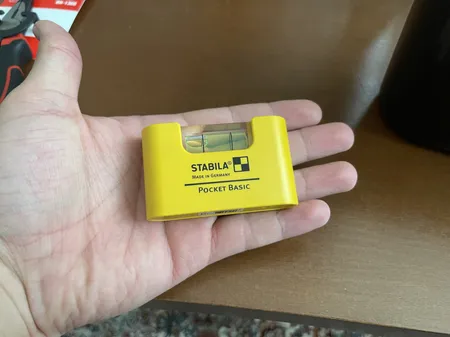 STABILA®
MADE IN GERMANY
POCKET BASIC